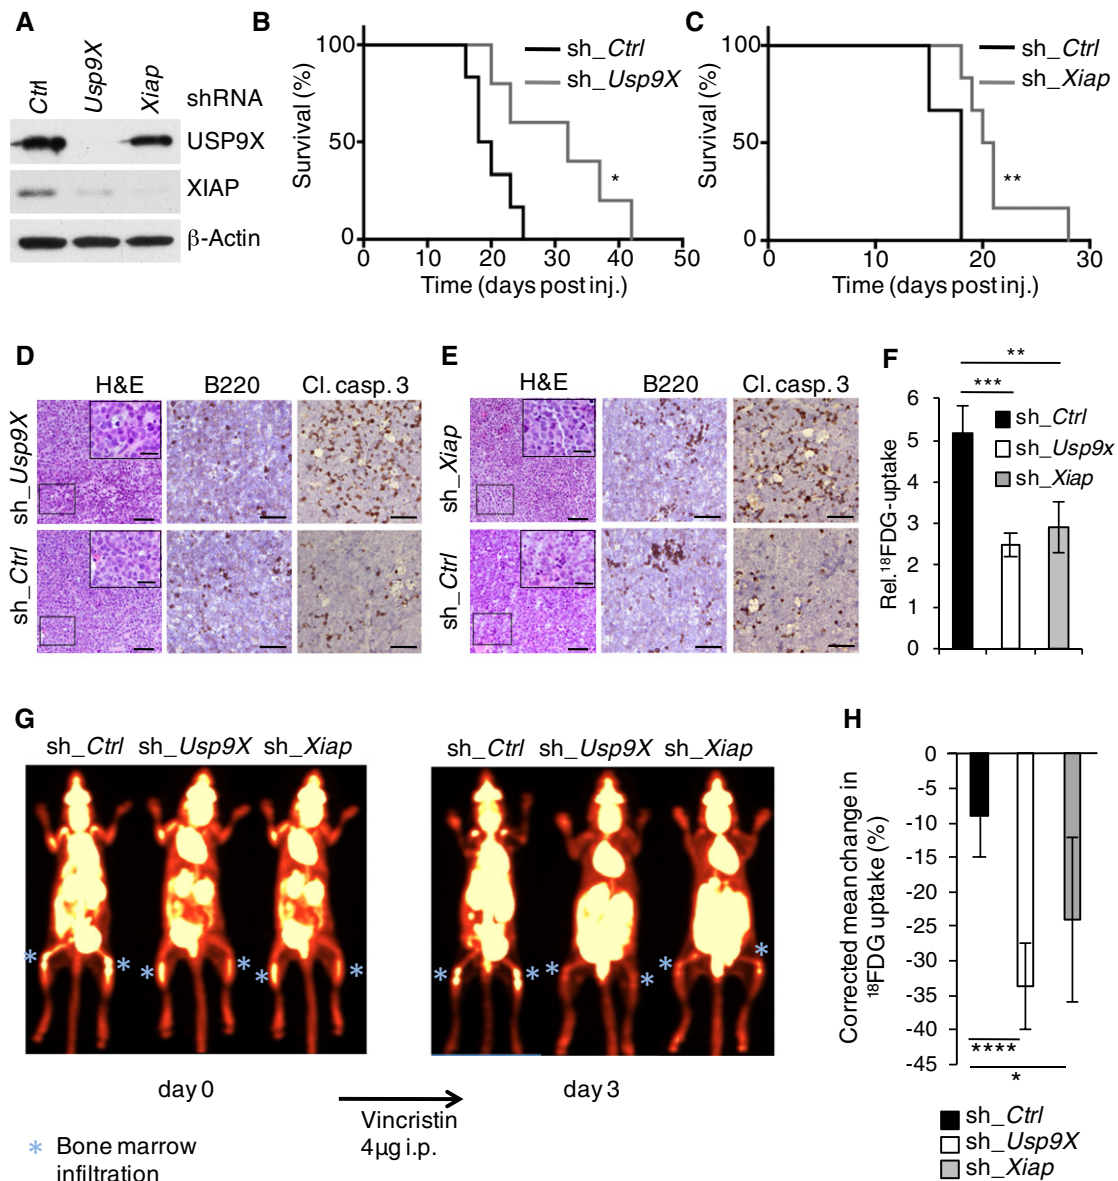 A
Ctrl
Usp9X
Xiap
shRNA
USP9X
XIAP
β-Actin
B
Survival (%)
100
50
0
0 10 20 30 40 50
Time (days post inj.)
sh_Ctrl
sh_Usp9X
*
C
Survival (%)
100
50
0
0 10 20 30
Time (days post inj.)
sh_Ctrl
sh_Xiap
**
D
H&E B220 Cl. casp. 3
sh_Usp9X
sh_Ctrl
E
H&E B220 Cl. casp. 3
sh_Xiap
sh_Ctrl
F
**
***
Rel. ¹⁸FDG-uptake
6
5
4
3
2
1
0
sh_Ctrl
sh_Usp9x
sh_Xiap
G
sh_Ctrl sh_Usp9X sh_Xiap
* * * * * *
day 0
sh_Ctrl sh_Usp9X sh_Xiap
* * * * * *
day 3
Vincristin
4µg i.p.
* Bone marrow
infiltration
H
Corrected mean change in
¹⁸FDG uptake (%)
0
-5
-10
-15
-20
-25
-30
-35
-40
-45
****
*
sh_Ctrl
sh_Usp9X
sh_Xiap